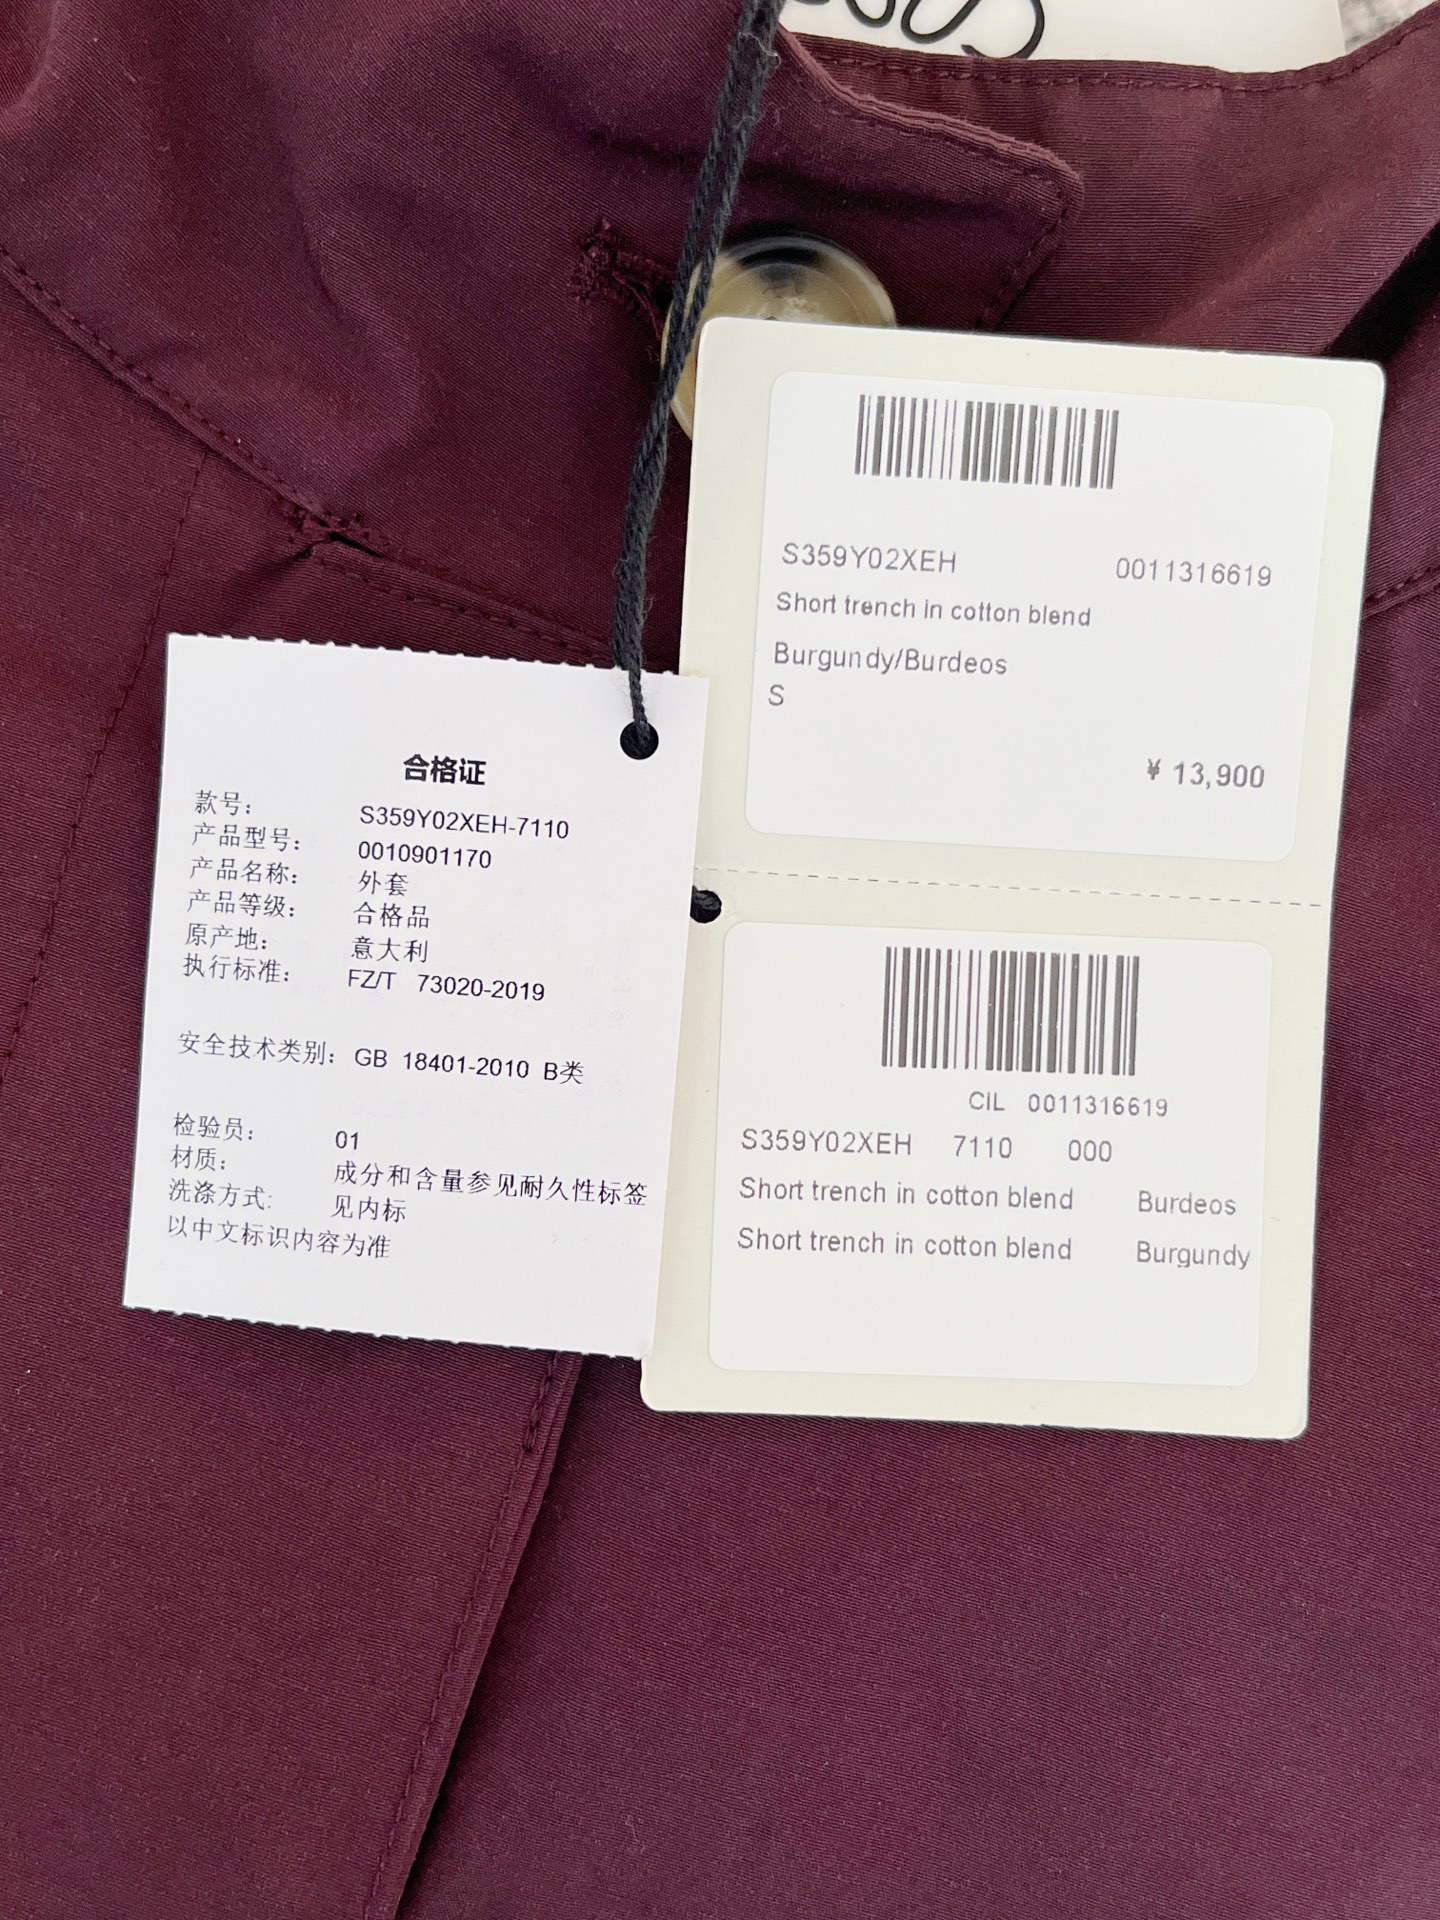 S359Y02XEH 0011316619
Short trench in cotton blend
Burgundy/Burdeos
S
¥ 13,900
合格证
款号: S359Y02XEH-7110
产品型号: 0010901170
产品名称: 外套
产品等级: 合格品
原产地: 意大利
执行标准: FZ/T 73020-2019
安全技术类别: GB 18401-2010 B类
检验员: 01
材质: 成分和含量参见耐久性标签
洗涤方式: 见内标
以中文标识内容为准
CIL 0011316619
S359Y02XEH 7110 000
Short trench in cotton blend Burdeos
Short trench in cotton blend Burgundy